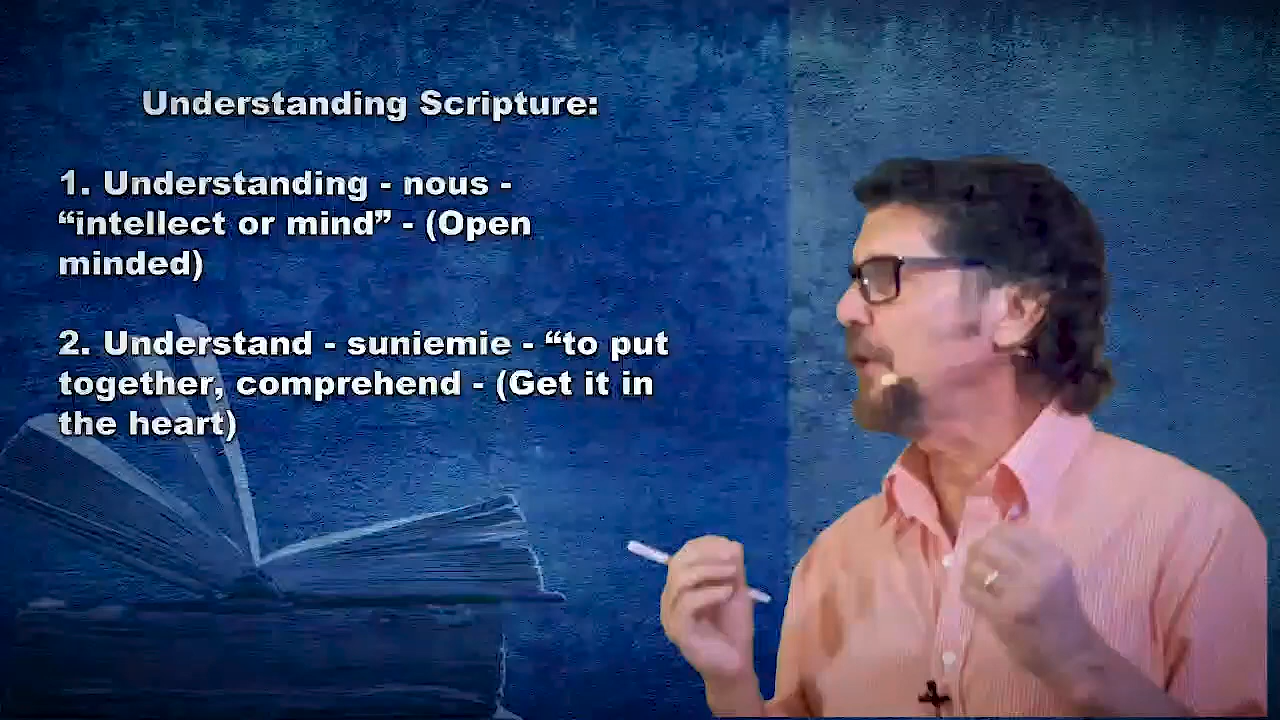 Understanding Scripture:
1. Understanding - nous -
“intellect or mind” - (Open
minded)
2. Understand - suniemie - “to put
together, comprehend - (Get it in
the heart)